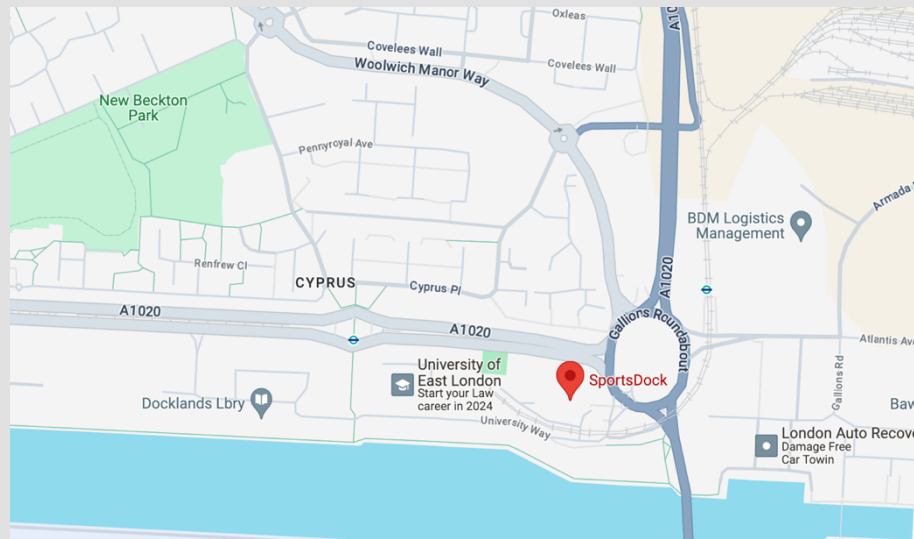 Oxleas
A10
Covelees Wall
Covelees Wall
Woolwich Manor Way
New Beckton
Park
Pennyroyal Ave
Armada
BDM Logistics
Management
Renfrew Cl
CYPRUS
Cyprus Pl
A1020
A1020
A1020
Gallions Roundabout
Atlantis Ave
University of
East London
Start your Law
career in 2024
SportsDock
Gallions Rd
Docklands Lbry
Baw
University Way
London Auto Recove
Damage Free
Car Towin